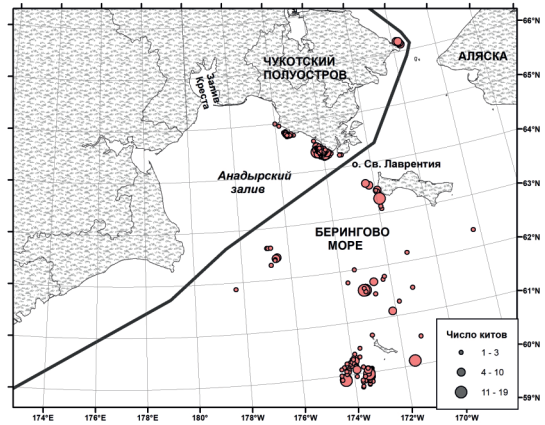 66°N
65°N
64°N
63°N
62°N
61°N
60°N
59°N
ЧУКОТСКИЙ
ПОЛУОСТРОВ
АЛЯСКА
Залив
Креста
о. Св. Лаврентия
Анадырский
залив
БЕРИНГОВО
МОРЕ
Число китов
1 - 3
4 - 10
11 - 19
174°E
176°E
178°E
180°
178°W
176°W
174°W
172°W
170°W